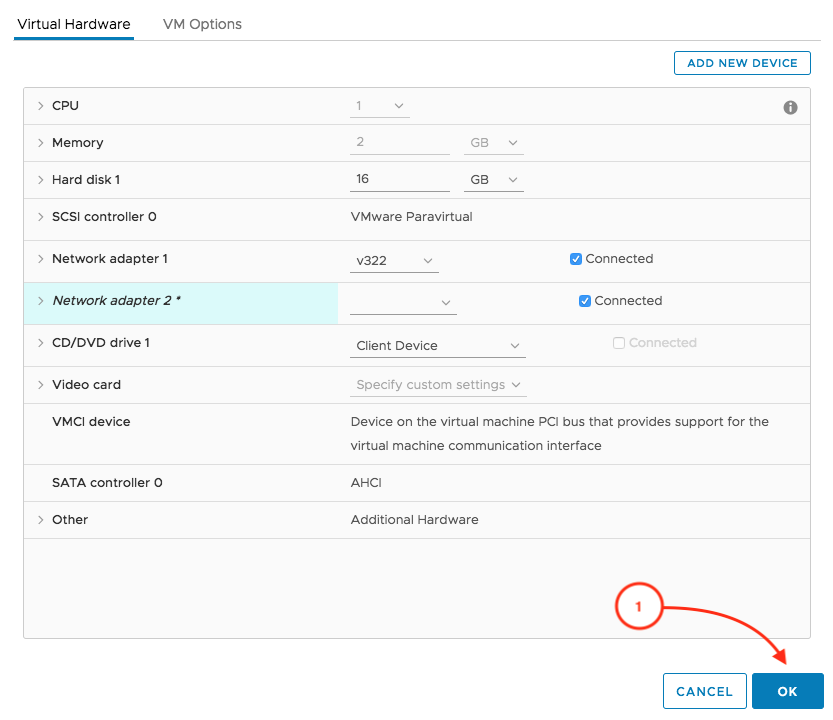 Virtual Hardware VM Options
ADD NEW DEVICE
CPU 1
Memory 2 GB
Hard disk 1 16 GB
SCSI controller 0 VMware Paravirtual
Network adapter 1 v322 Connected
Network adapter 2 * Connected
CD/DVD drive 1 Client Device Connected
Video card Specify custom settings
VMCI device Device on the virtual machine PCI bus that provides support for the
virtual machine communication interface
SATA controller 0 AHCI
Other Additional Hardware
1
CANCEL OK